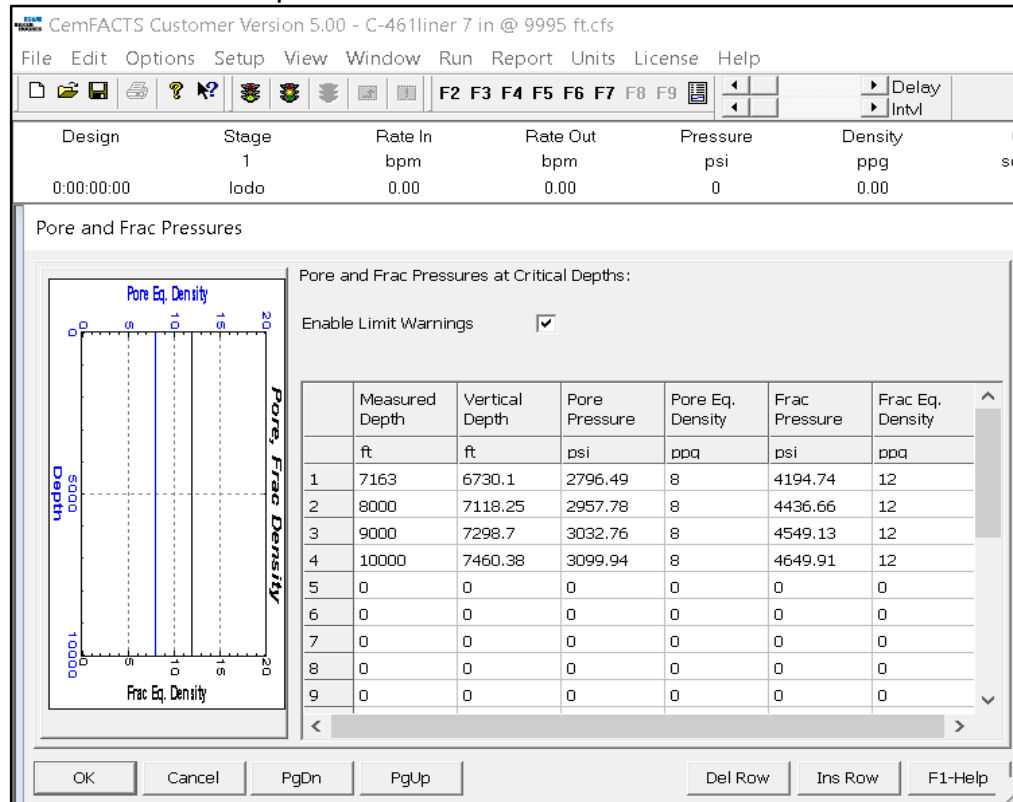 CemFACTS Customer Version 5.00 - C-461liner 7 in @ 9995 ft.cfs
File Edit Options Setup View Window Run Report Units License Help
F2 F3 F4 F5 F6 F7 F8 F9 Delay
Intvl
Design Stage Rate In Rate Out Pressure Density
1 bpm bpm psi ppg
0:00:00:00 lodo 0.00 0.00 0 0.00
Pore and Frac Pressures
Pore Eq. Density
0 5 10 15 20
0
5000
10000
Depth
Pore, Frac Density
0 5 10 15 20
Frac Eq. Density
Pore and Frac Pressures at Critical Depths:
Enable Limit Warnings
Measured Depth Vertical Depth Pore Pressure Pore Eq. Density Frac Pressure Frac Eq. Density
ft ft psi ppg psi ppg
1 7163 6730.1 2796.49 8 4194.74 12
2 8000 7118.25 2957.78 8 4436.66 12
3 9000 7298.7 3032.76 8 4549.13 12
4 10000 7460.38 3099.94 8 4649.91 12
5 0 0 0 0 0 0
6 0 0 0 0 0 0
7 0 0 0 0 0 0
8 0 0 0 0 0 0
9 0 0 0 0 0 0
OK Cancel PgDn PgUp Del Row Ins Row F1-Help